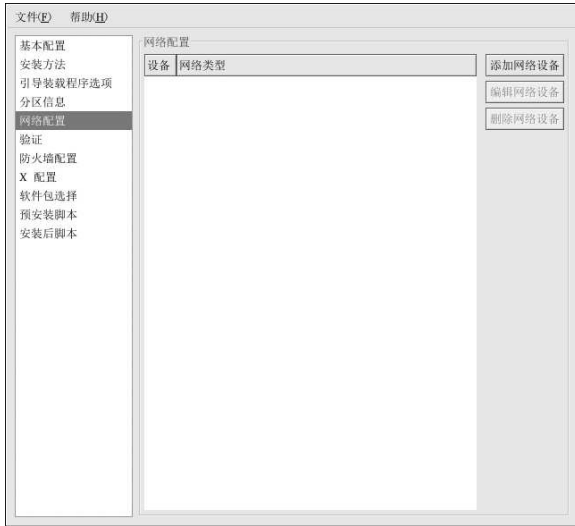 文件(F) 帮助(H)
基本配置
安装方法
引导装载程序选项
分区信息
网络配置
验证
防火墙配置
X 配置
软件包选择
预安装脚本
安装后脚本
网络配置
设备 网络类型
添加网络设备
编辑网络设备
删除网络设备